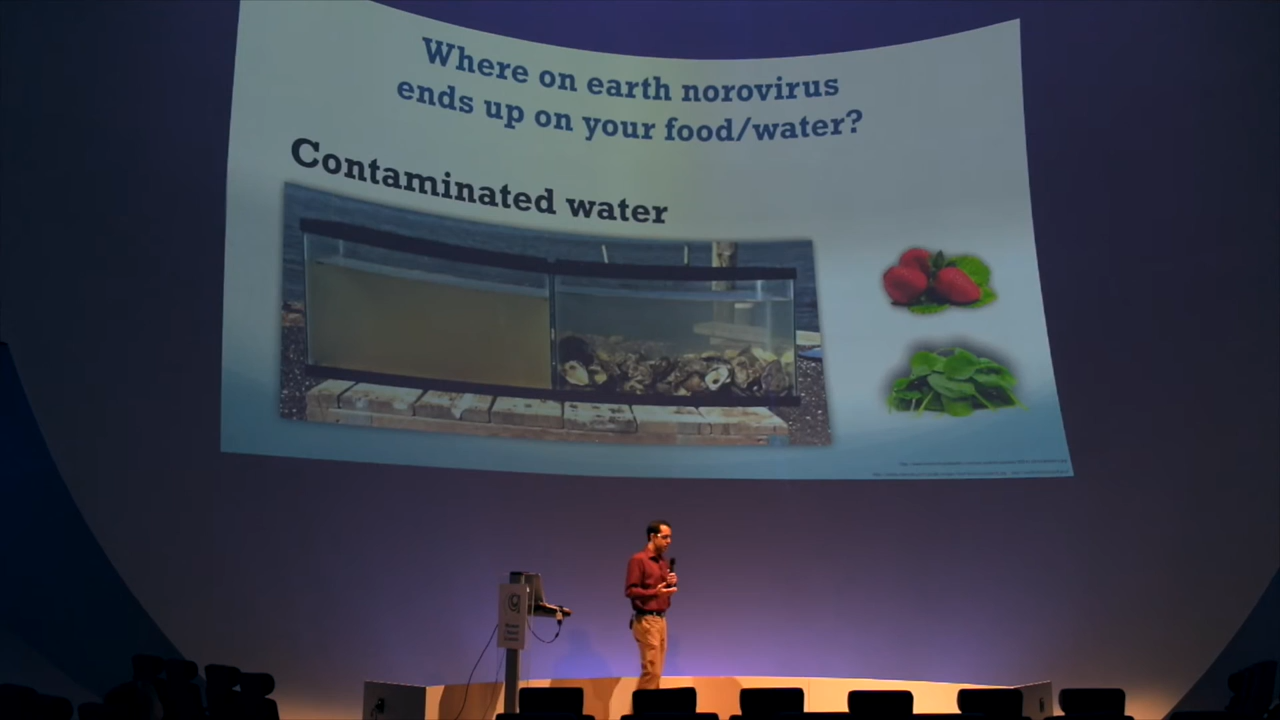 Where on earth norovirus
ends up on your food/water?
Contaminated water